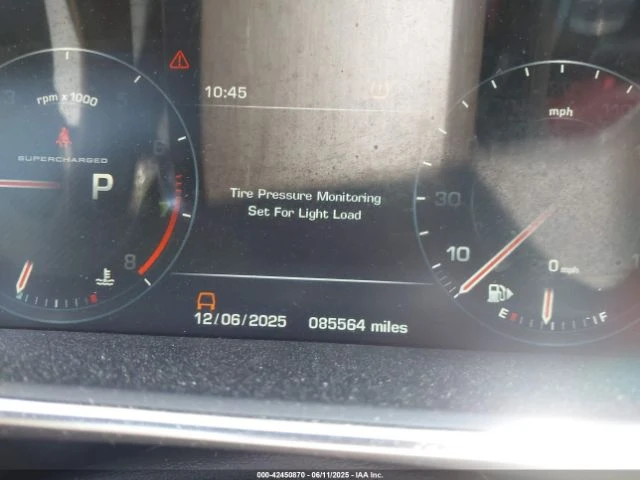 10:45
rpm x 1000
mph
SUPERCHARGED
P
Tire Pressure Monitoring
Set For Light Load
30
10
8
0 mph
E
F
12/06/2025
085564 miles
000-42450870 - 06/11/2025 - IAA Inc.